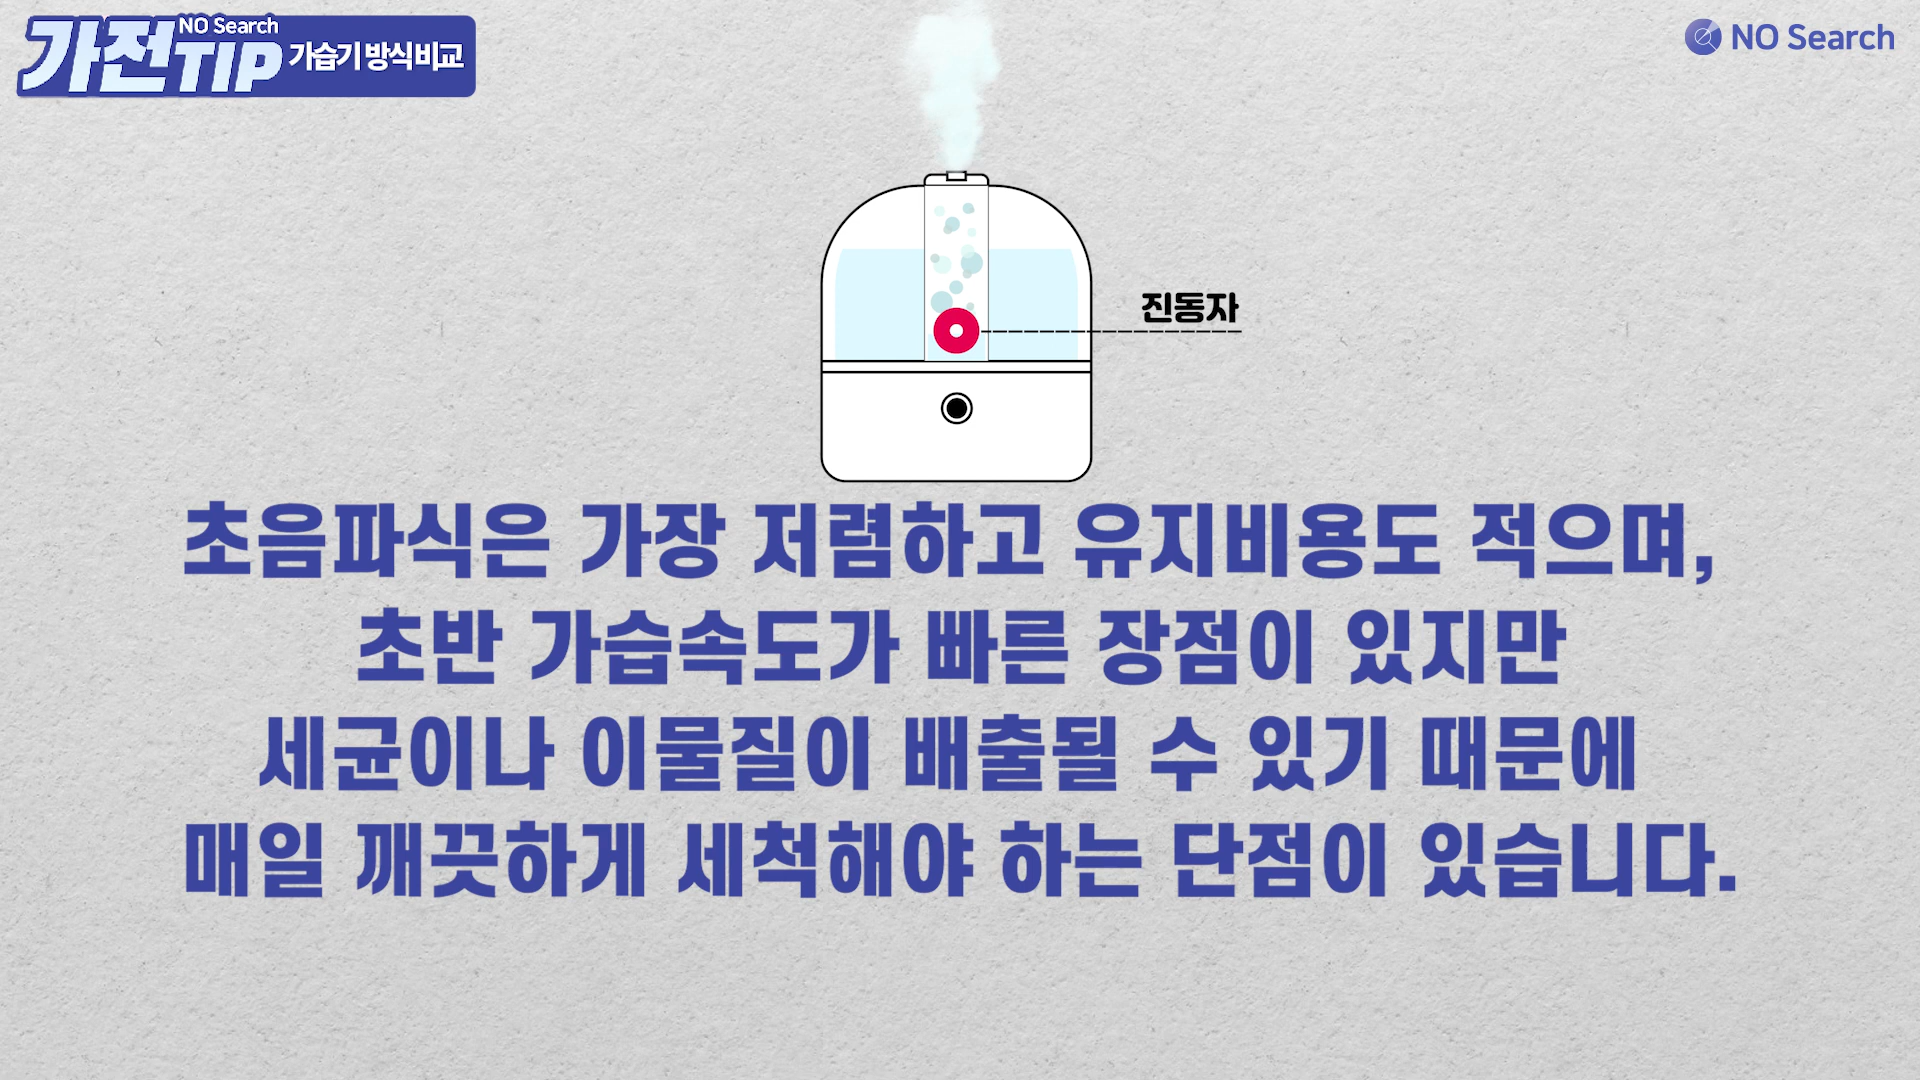 NO Search
가전TIP 가습기 방식 비교
NO Search
진동자
초음파식은 가장 저렴하고 유지비용도 적으며,
초반 가습속도가 빠른 장점이 있지만
세균이나 이물질이 배출될 수 있기 때문에
매일 깨끗하게 세척해야 하는 단점이 있습니다.